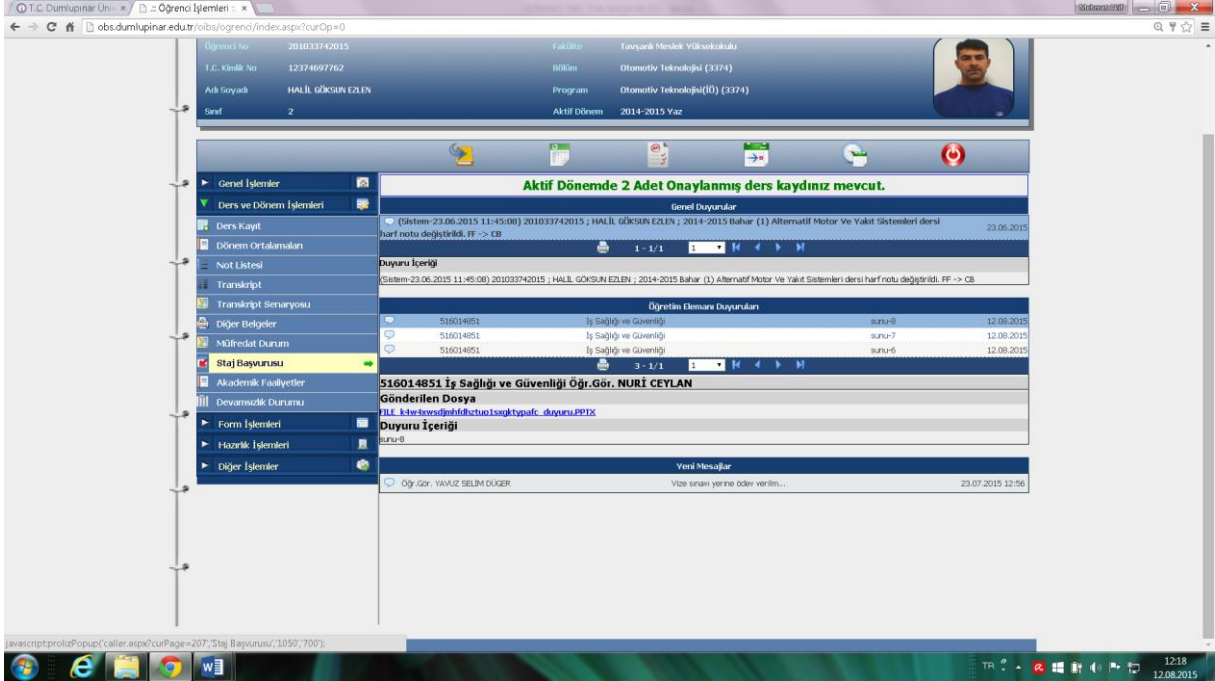 T.C. Dumlupınar Üni
.:: Öğrenci İşlemleri ::.
obs.dumlupinar.edu.tr/oibs/ogrenci/index.aspx?curOp=0
Öğrenci No 201033742015 Fakülte Tavşanlı Meslek Yüksekokulu
T.C. Kimlik No 12374697762 Bölüm Otomotiv Teknolojisi (3374)
Adı Soyadı HALİL GÖKSUN EZLEN Program Otomotiv Teknolojisi(İÖ) (3374)
Sınıf 2 Aktif Dönem 2014-2015 Yaz
Genel İşlemler
Ders ve Dönem İşlemleri
Ders Kayıt
Dönem Ortalamaları
Not Listesi
Transkript
Transkript Senaryosu
Diğer Belgeler
Müfredat Durum
Staj Başvurusu
Akademik Faaliyetler
Devamsızlık Durumu
Form İşlemleri
Hazırlık İşlemleri
Diğer İşlemler
Aktif Dönemde 2 Adet Onaylanmış ders kaydınız mevcut.
Genel Duyurular
(Sistem-23.06.2015 11:45:08) 201033742015 ; HALİL GÖKSUN EZLEN ; 2014-2015 Bahar (1) Alternatif Motor Ve Yakıt Sistemleri dersi
harf notu değiştirildi. FF -> CB 23.06.2015
1 - 1/1 1
Duyuru İçeriği
(Sistem-23.06.2015 11:45:08) 201033742015 ; HALİL GÖKSUN EZLEN ; 2014-2015 Bahar (1) Alternatif Motor Ve Yakıt Sistemleri dersi harf notu değiştirildi. FF -> CB
Öğretim Elemanı Duyuruları
516014851 İş Sağlığı ve Güvenliği sunu-8 12.08.2015
516014851 İş Sağlığı ve Güvenliği sunu-7 12.08.2015
516014851 İş Sağlığı ve Güvenliği sunu-6 12.08.2015
3 - 1/1 1
516014851 İş Sağlığı ve Güvenliği Öğr.Gör. NURİ CEYLAN
Gönderilen Dosya
FILE_k4w4xwsdjmhfdhztuo1sxgktypafc_duyuru.PPTX
Duyuru İçeriği
sunu-8
Yeni Mesajlar
Öğr.Gör. YAVUZ SELİM DÜGER Vize sınavı yerine ödev verilm... 23.07.2015 12:56
javascript:prolizPopup('caller.aspx?curPage=207','Staj Başvurusu','1050','700');
TR
12:18
12.08.2015